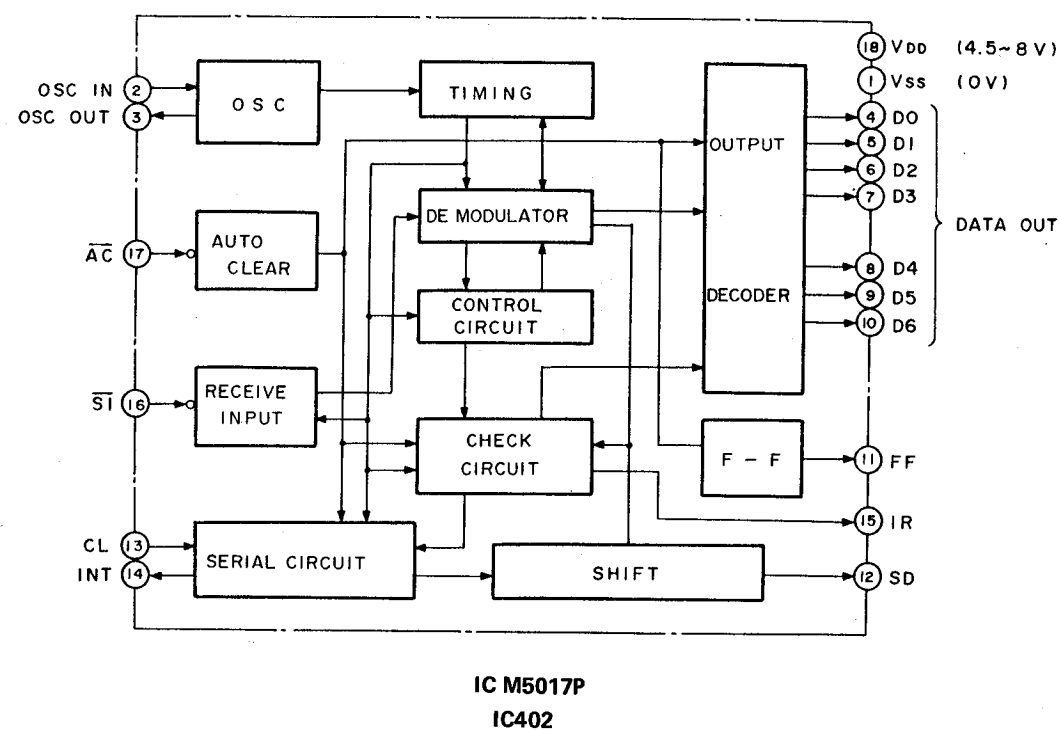 18 VDD (4.5~8V)
1 VSS (0V)
OSC IN 2
OSC OUT 3
OSC
TIMING
4 D0
5 D1
6 D2
7 D3
OUTPUT
DECODER
DE MODULATOR
DATA OUT
AC 17
AUTO
CLEAR
8 D4
9 D5
10 D6
CONTROL
CIRCUIT
SI 16
RECEIVE
INPUT
CHECK
CIRCUIT
F-F
11 FF
15 IR
CL 13
INT 14
SERIAL CIRCUIT
SHIFT
12 SD
IC M5017P
IC402